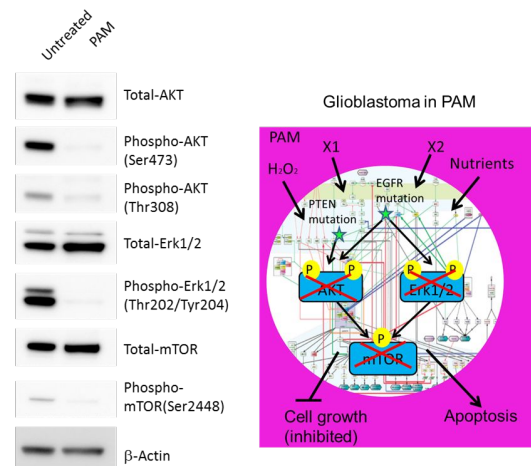 Untreated
PAM
Total-AKT
Phospho-AKT
(Ser473)
Phospho-AKT
(Thr308)
Total-Erk1/2
Phospho-Erk1/2
(Thr202/Tyr204)
Total-mTOR
Phospho-
mTOR(Ser2448)
β-Actin
Glioblastoma in PAM
PAM
X1
X2
H₂O₂
Nutrients
EGFR
mutation
PTEN
mutation
P
P
P
P
AKT
Erk1/2
P
mTOR
Cell growth
(inhibited)
Apoptosis